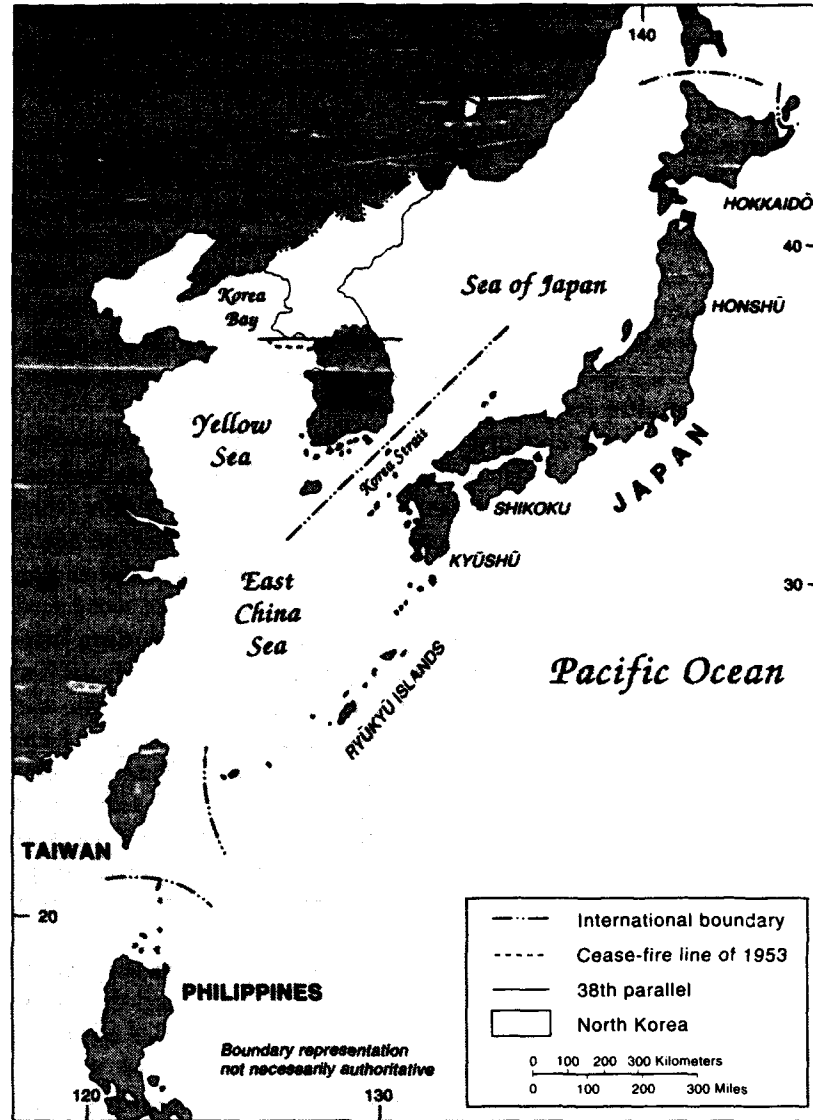 140
HOKKAIDŌ
40
Sea of Japan
HONSHŪ
Korea
Bay
Yellow
Sea
Korea Strait
JAPAN
SHIKOKU
KYŪSHŪ
East
China
Sea
30
Pacific Ocean
RYŪKYŪ ISLANDS
TAIWAN
20
PHILIPPINES
Boundary representation
not necessarily authoritative
120
130
International boundary
Cease-fire line of 1953
38th parallel
North Korea
0 100 200 300 Kilometers
0 100 200 300 Miles